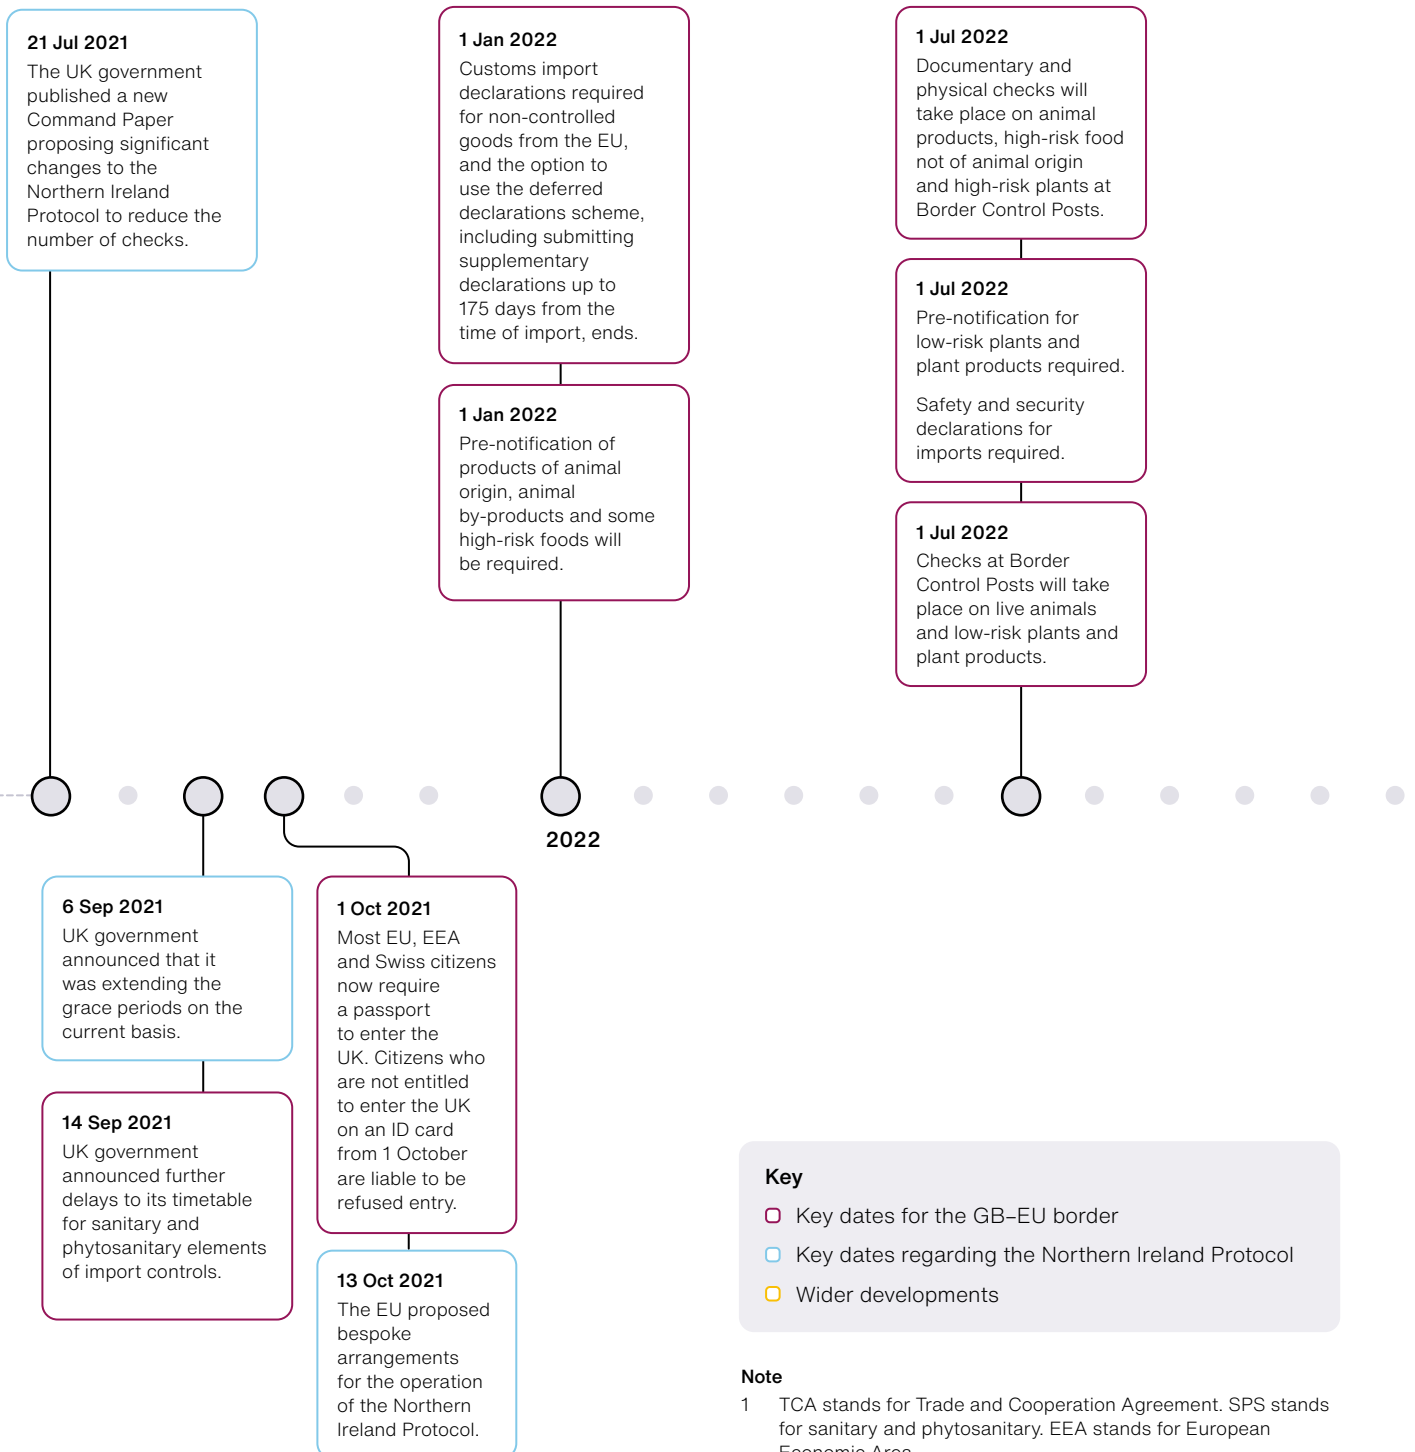 21 Jul 2021
The UK government
published a new
Command Paper
proposing significant
changes to the
Northern Ireland
Protocol to reduce the
number of checks.
1 Jan 2022
Customs import
declarations required
for non-controlled
goods from the EU,
and the option to
use the deferred
declarations scheme,
including submitting
supplementary
declarations up to
175 days from the
time of import, ends.
1 Jan 2022
Pre-notification of
products of animal
origin, animal
by-products and some
high-risk foods will
be required.
1 Jul 2022
Documentary and
physical checks will
take place on animal
products, high-risk food
not of animal origin
and high-risk plants at
Border Control Posts.
1 Jul 2022
Pre-notification for
low-risk plants and
plant products required.
Safety and security
declarations for
imports required.
1 Jul 2022
Checks at Border
Control Posts will take
place on live animals
and low-risk plants and
plant products.
2022
6 Sep 2021
UK government
announced that it
was extending the
grace periods on the
current basis.
14 Sep 2021
UK government
announced further
delays to its timetable
for sanitary and
phytosanitary elements
of import controls.
1 Oct 2021
Most EU, EEA
and Swiss citizens
now require
a passport
to enter the
UK. Citizens who
are not entitled
to enter the UK
on an ID card
from 1 October
are liable to be
refused entry.
13 Oct 2021
The EU proposed
bespoke
arrangements
for the operation
of the Northern
Ireland Protocol.
Key
Key dates for the GB–EU border
Key dates regarding the Northern Ireland Protocol
Wider developments
Note
1 TCA stands for Trade and Cooperation Agreement. SPS stands
for sanitary and phytosanitary. EEA stands for European
Economic Area